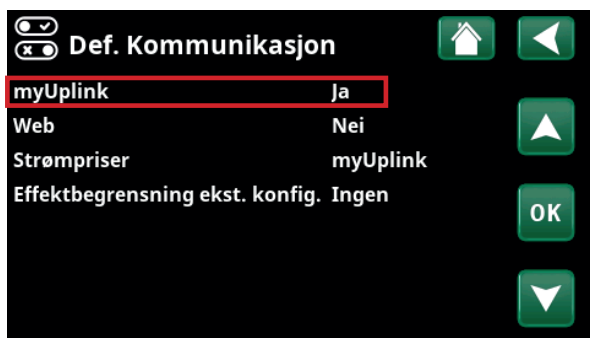 Def. Kommunikasjon
myUplink Ja
Web Nei
Strømpriser myUplink
Effektbegrensning ekst. konfig. Ingen
OK